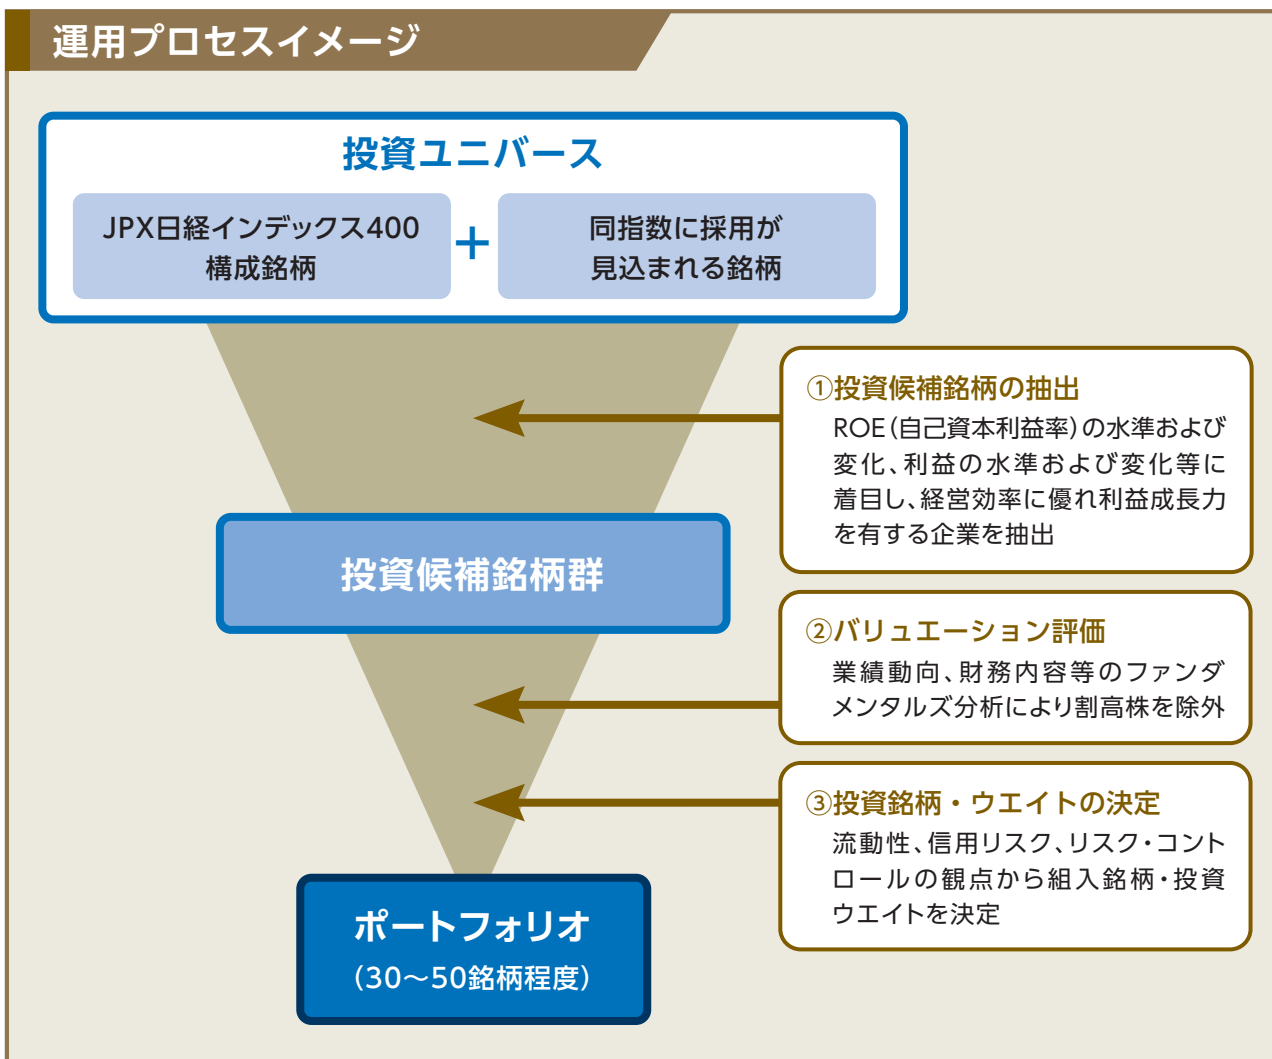 運用プロセスイメージ
投資ユニバース
JPX日経インデックス400
構成銘柄
+
同指数に採用が
見込まれる銘柄
①投資候補銘柄の抽出
ROE（自己資本利益率）の水準および
変化、利益の水準および変化等に
着目し、経営効率に優れ利益成長力
を有する企業を抽出
投資候補銘柄群
②バリュエーション評価
業績動向、財務内容等のファンダ
メンタルズ分析により割高株を除外
③投資銘柄・ウエイトの決定
流動性、信用リスク、リスク・コント
ロールの観点から組入銘柄・投資
ウエイトを決定
ポートフォリオ
（30～50銘柄程度）